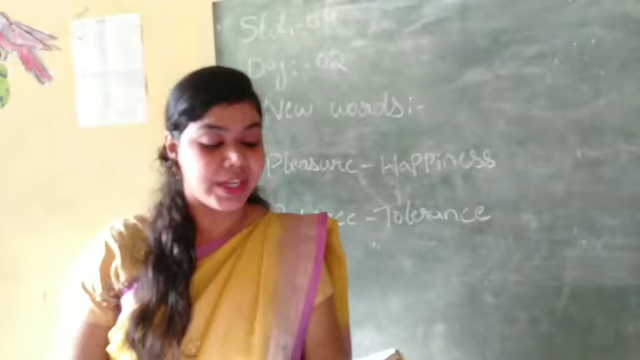 Std:-
Day:-02
New words:-
Pleasure - Happiness
- Tolerance